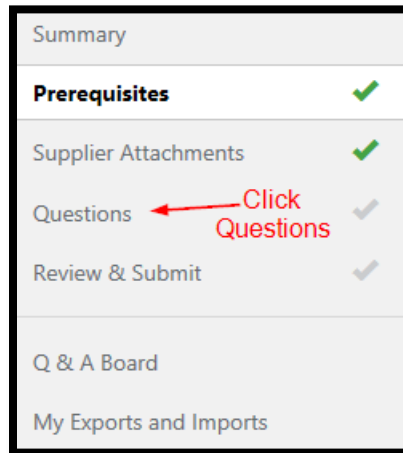 Summary
Prerequisites
Supplier Attachments
Questions
Click
Questions
Review & Submit
Q & A Board
My Exports and Imports